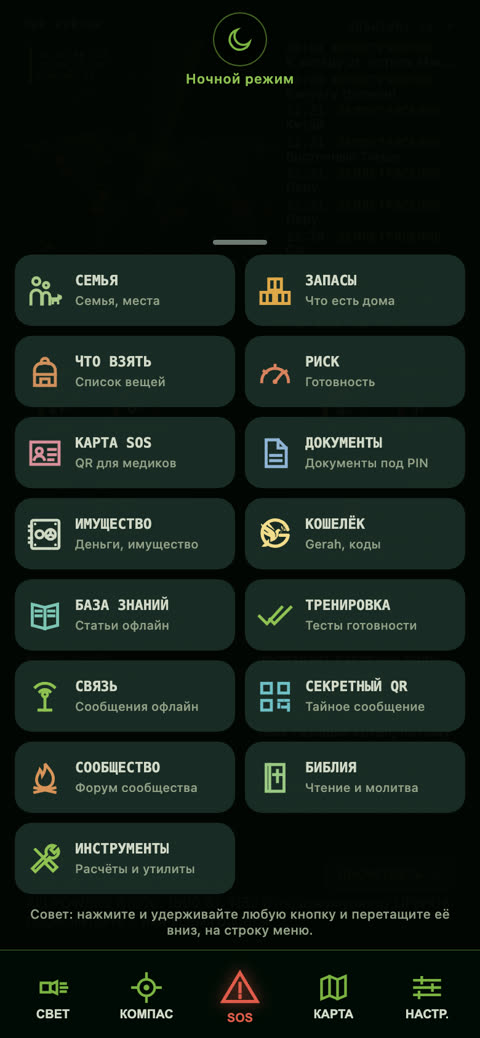 Ночной режим
СЕМЬЯ
Семья, места
ЗАПАСЫ
Что есть дома
ЧТО ВЗЯТЬ
Список вещей
РИСК
Готовность
КАРТА SOS
QR для медиков
ДОКУМЕНТЫ
Документы под PIN
ИМУЩЕСТВО
Деньги, имущество
КОШЕЛЁК
Gerah, коды
БАЗА ЗНАНИЙ
Статьи офлайн
ТРЕНИРОВКА
Тесты готовности
СВЯЗЬ
Сообщения офлайн
СЕКРЕТНЫЙ QR
Тайное сообщение
СООБЩЕСТВО
Форум сообщества
БИБЛИЯ
Чтение и молитва
ИНСТРУМЕНТЫ
Расчёты и утилиты
Совет: нажмите и удерживайте любую кнопку и перетащите её
вниз, на строку меню.
СВЕТ
КОМПАС
SOS
КАРТА
НАСТР.